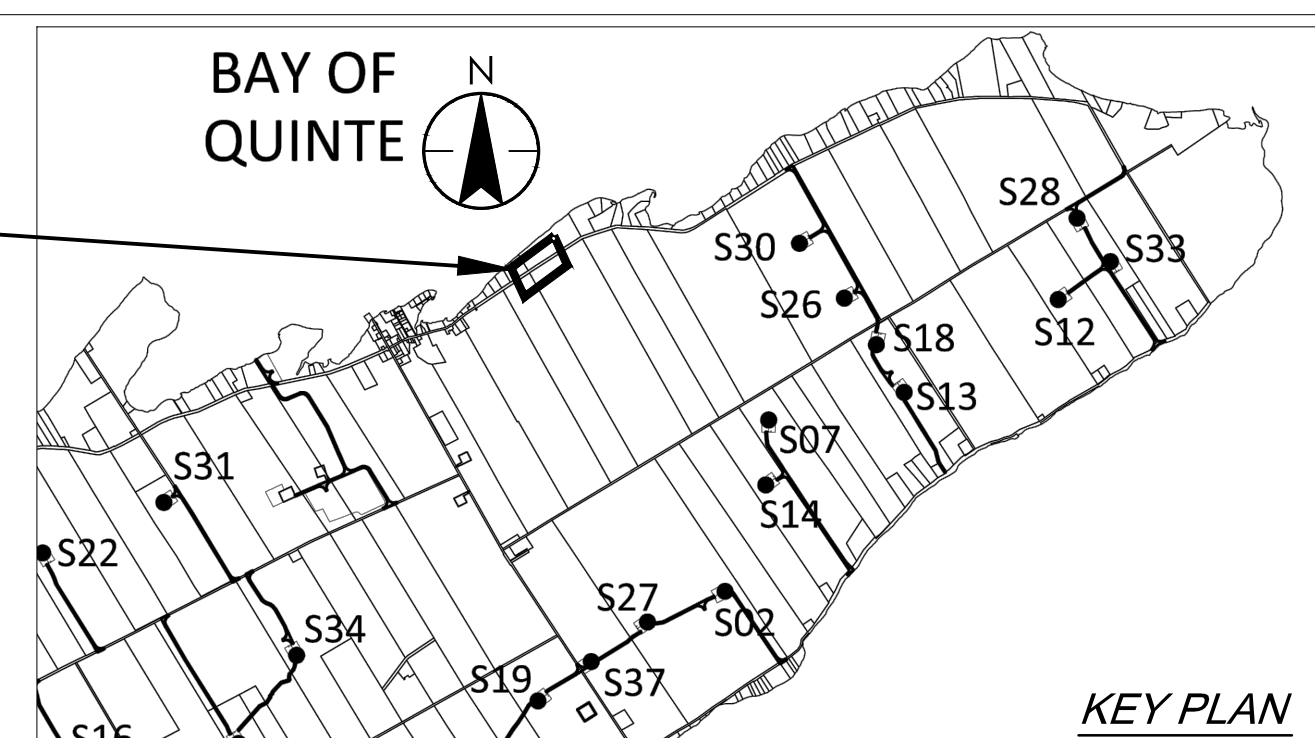 BAY OF
QUINTE
N
S28
S30
S33
S26
S12
S18
S13
S07
S31
S14
S22
S27
S02
S34
S19
S37
S16
KEY PLAN